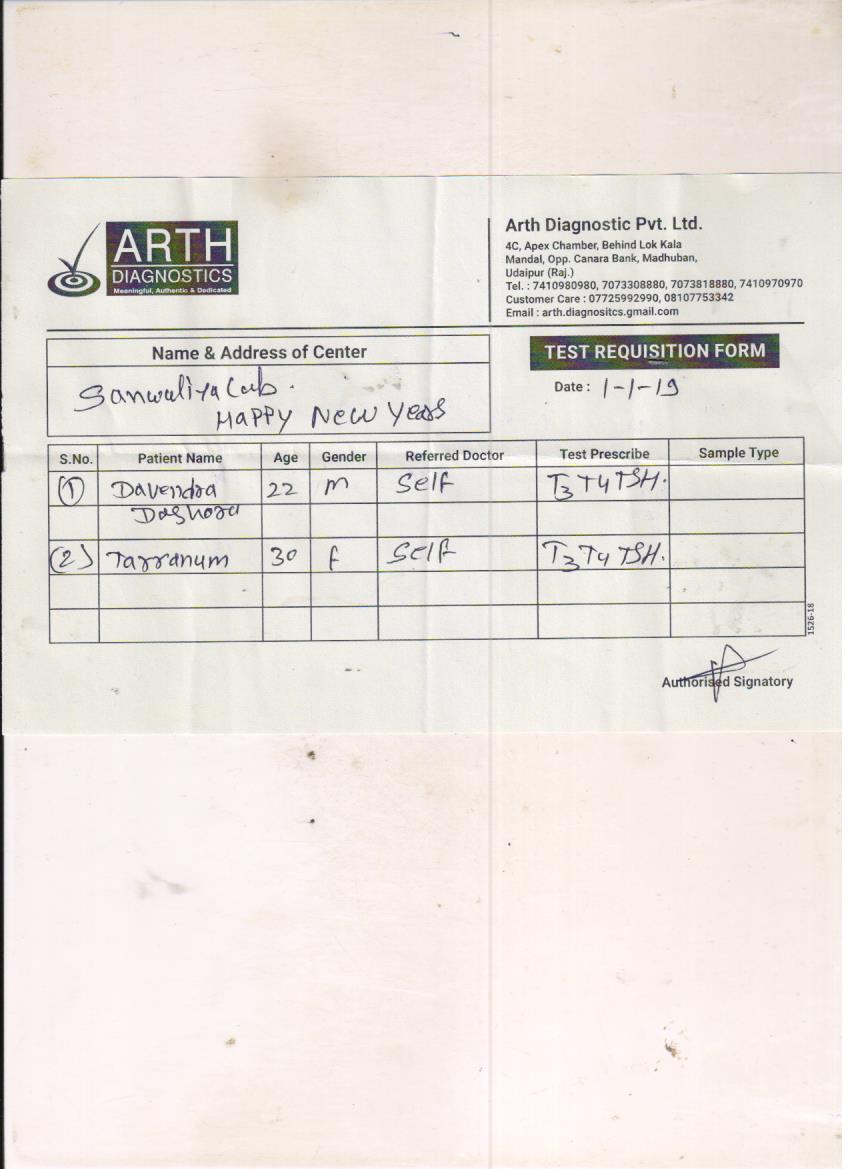 ARTH
DIAGNOSTICS
Meaningful, Authentic & Dedicated
Arth Diagnostic Pvt. Ltd.
4C, Apex Chamber, Behind Lok Kala
Mandal, Opp. Canara Bank, Madhuban,
Udaipur (Raj.)
Tel. : 7410980980, 7073308880, 7073818880, 7410970970
Customer Care : 07725992990, 08107753342
Email : arth.diagnositcs.gmail.com
Name & Address of Center
Sanwaliya Lab.
HAPPY NEW Years
TEST REQUISITION FORM
Date : 1-1-19
S.No. Patient Name Age Gender Referred Doctor Test Prescribe Sample Type
(1) Davendra 22 M Self T3 T4 TSH.
Dashora
(2) Tarranum 30 f Self T3 T4 TSH.
1526-18
Authorised Signatory